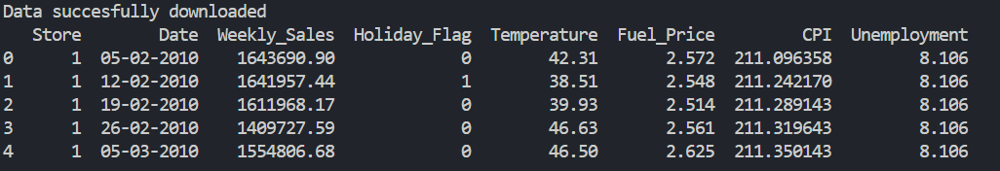 Data succesfully downloaded
Store Date Weekly_Sales Holiday_Flag Temperature Fuel_Price CPI Unemployment
0 1 05-02-2010 1643690.90 0 42.31 2.572 211.096358 8.106
1 1 12-02-2010 1641957.44 1 38.51 2.548 211.242170 8.106
2 1 19-02-2010 1611968.17 0 39.93 2.514 211.289143 8.106
3 1 26-02-2010 1409727.59 0 46.63 2.561 211.319643 8.106
4 1 05-03-2010 1554806.68 0 46.50 2.625 211.350143 8.106